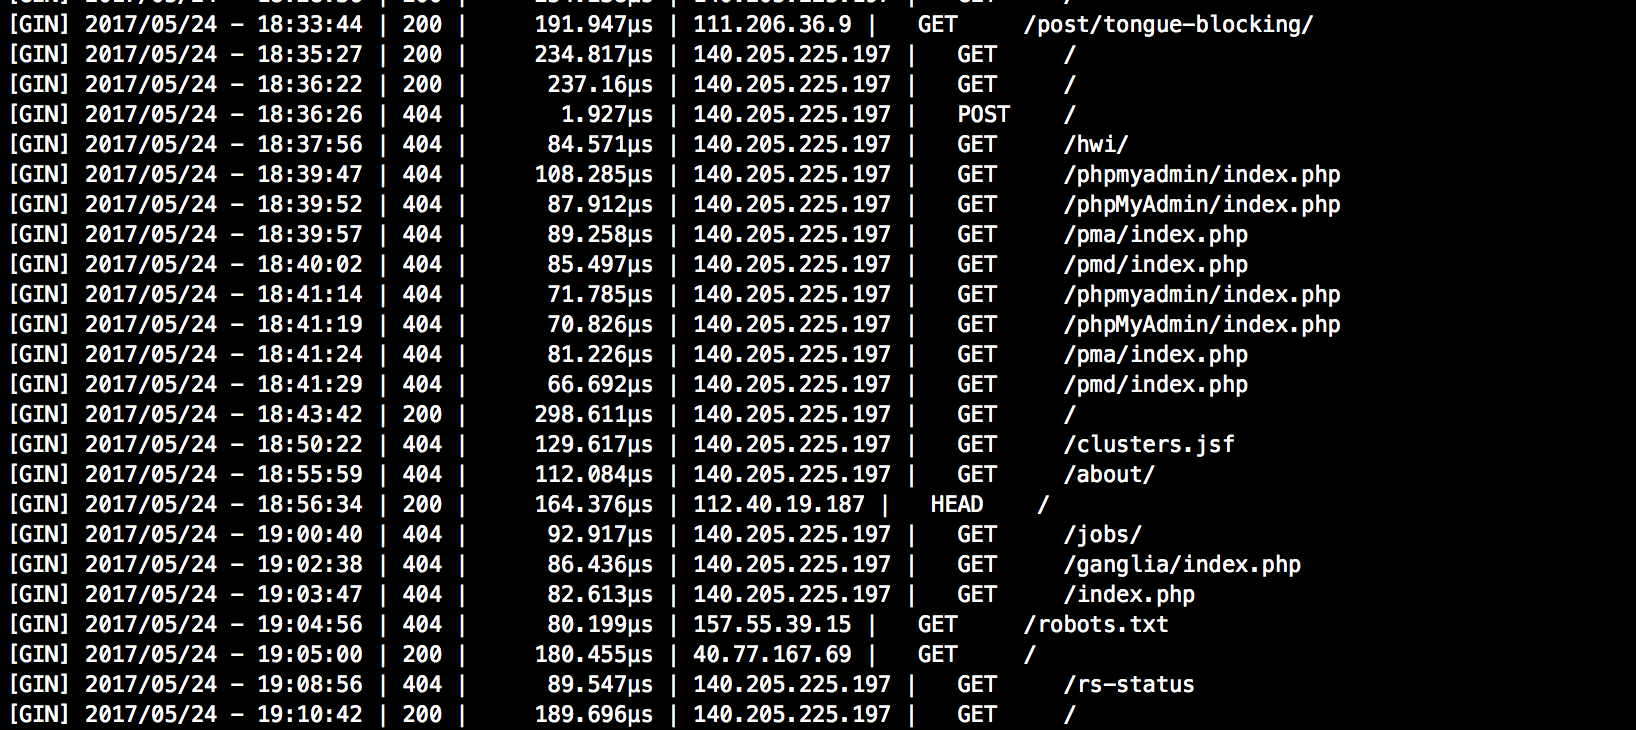 [GIN] 2017/05/24 - 18:33:44 | 200 |     191.947µs | 111.206.36.9 |   GET     /post/tongue-blocking/
[GIN] 2017/05/24 - 18:35:27 | 200 |     234.817µs | 140.205.225.197 |   GET     /
[GIN] 2017/05/24 - 18:36:22 | 200 |      237.16µs | 140.205.225.197 |   GET     /
[GIN] 2017/05/24 - 18:36:26 | 404 |       1.927µs | 140.205.225.197 |   POST    /
[GIN] 2017/05/24 - 18:37:56 | 404 |      84.571µs | 140.205.225.197 |   GET     /hwi/
[GIN] 2017/05/24 - 18:39:47 | 404 |     108.285µs | 140.205.225.197 |   GET     /phpmyadmin/index.php
[GIN] 2017/05/24 - 18:39:52 | 404 |      87.912µs | 140.205.225.197 |   GET     /phpMyAdmin/index.php
[GIN] 2017/05/24 - 18:39:57 | 404 |      89.258µs | 140.205.225.197 |   GET     /pma/index.php
[GIN] 2017/05/24 - 18:40:02 | 404 |      85.497µs | 140.205.225.197 |   GET     /pmd/index.php
[GIN] 2017/05/24 - 18:41:14 | 404 |      71.785µs | 140.205.225.197 |   GET     /phpmyadmin/index.php
[GIN] 2017/05/24 - 18:41:19 | 404 |      70.826µs | 140.205.225.197 |   GET     /phpMyAdmin/index.php
[GIN] 2017/05/24 - 18:41:24 | 404 |      81.226µs | 140.205.225.197 |   GET     /pma/index.php
[GIN] 2017/05/24 - 18:41:29 | 404 |      66.692µs | 140.205.225.197 |   GET     /pmd/index.php
[GIN] 2017/05/24 - 18:43:42 | 200 |     298.611µs | 140.205.225.197 |   GET     /
[GIN] 2017/05/24 - 18:50:22 | 404 |     129.617µs | 140.205.225.197 |   GET     /clusters.jsf
[GIN] 2017/05/24 - 18:55:59 | 404 |     112.084µs | 140.205.225.197 |   GET     /about/
[GIN] 2017/05/24 - 18:56:34 | 200 |     164.376µs | 112.40.19.187 |   HEAD    /
[GIN] 2017/05/24 - 19:00:40 | 404 |      92.917µs | 140.205.225.197 |   GET     /jobs/
[GIN] 2017/05/24 - 19:02:38 | 404 |      86.436µs | 140.205.225.197 |   GET     /ganglia/index.php
[GIN] 2017/05/24 - 19:03:47 | 404 |      82.613µs | 140.205.225.197 |   GET     /index.php
[GIN] 2017/05/24 - 19:04:56 | 404 |      80.199µs | 157.55.39.15 |   GET     /robots.txt
[GIN] 2017/05/24 - 19:05:00 | 200 |     180.455µs | 40.77.167.69 |   GET     /
[GIN] 2017/05/24 - 19:08:56 | 404 |      89.547µs | 140.205.225.197 |   GET     /rs-status
[GIN] 2017/05/24 - 19:10:42 | 200 |     189.696µs | 140.205.225.197 |   GET     /